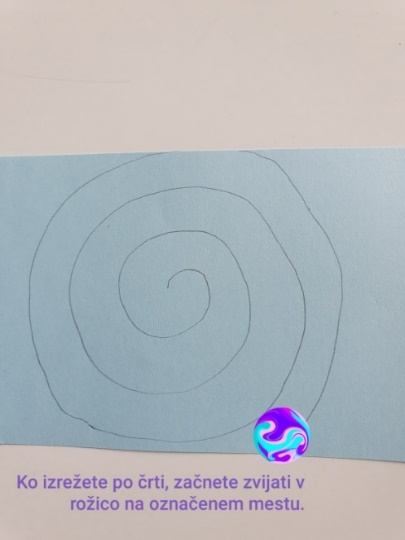 Ko izrežete po črti, začnete zvijati v
rožico na označenem mestu.